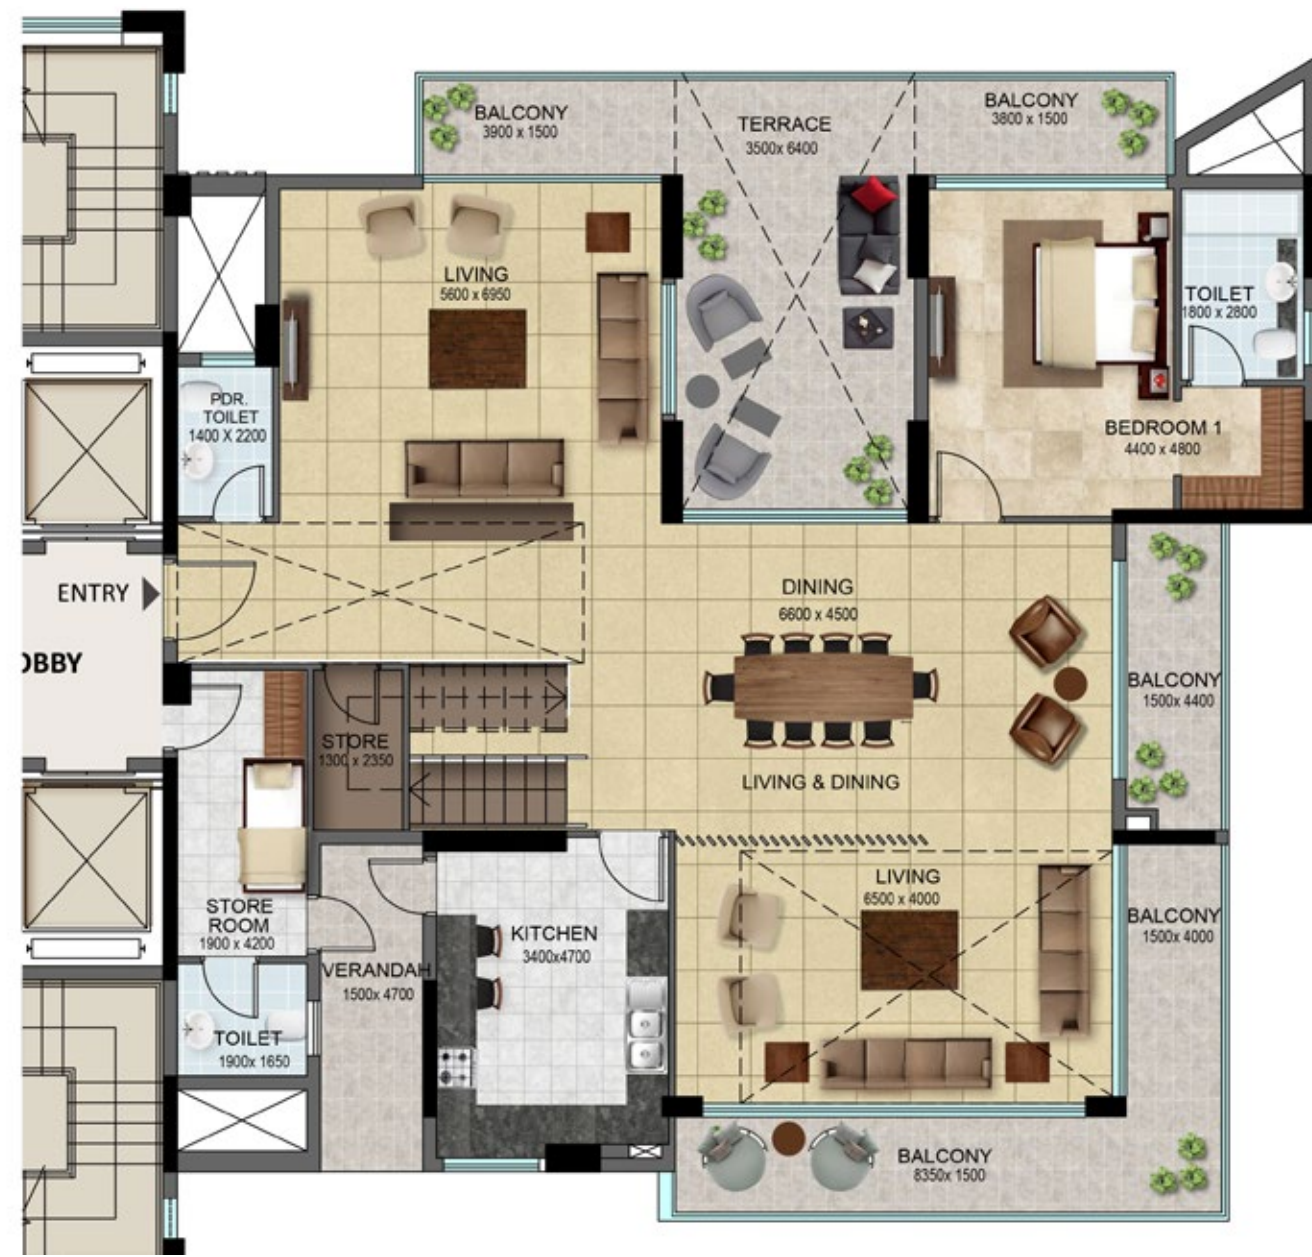 BALCONY
3900 x 1500
TERRACE
3500x 6400
BALCONY
3800 x 1500
LIVING
5600 x 6950
TOILET
1800 x 2800
PDR.
TOILET
1400 X 2200
BEDROOM 1
4400 x 4800
ENTRY
OBBY
DINING
6600 x 4500
BALCONY
1500x 4400
STORE
1300 x 2350
LIVING & DINING
LIVING
6500 x 4000
STORE
ROOM
1900 x 4200
KITCHEN
3400x4700
BALCONY
1500x 4000
VERANDAH
1500x 4700
TOILET
1900x 1650
BALCONY
8350x 1500